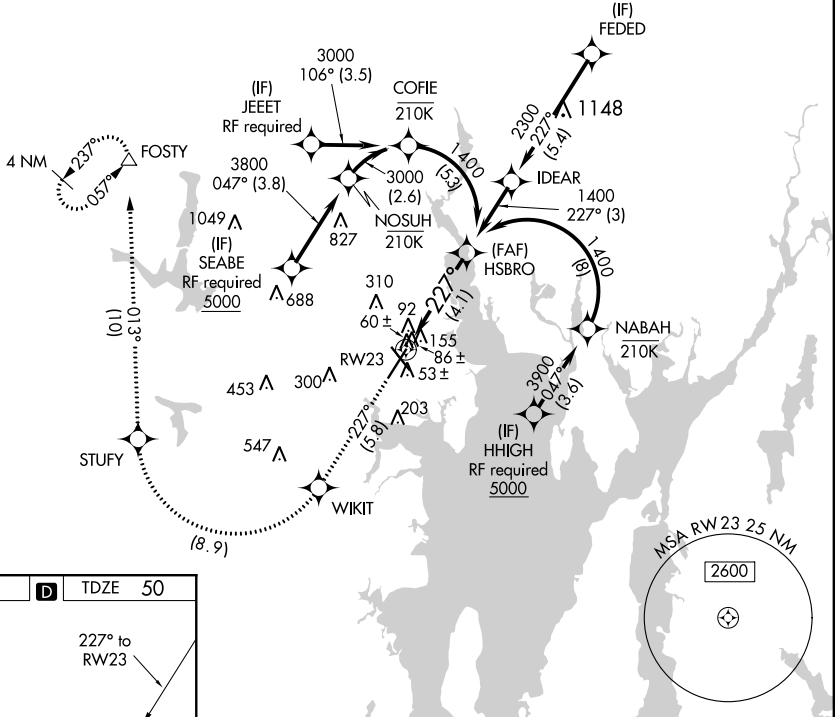 (IF)
FEDED
1148
2300
227°
(5.4)
3000
106° (3.5)
(IF)
JEEET
RF required
COFIE
210K
1400
(53)
IDEAR
1400
227° (3)
4 NM
237°
057°
FOSTY
3800
047° (3.8)
3000
(2.6)
NOSUH
210K
1049
827
(IF)
SEABE
RF required
5000
688
(FAF)
HSBRO
1400
(8)
227°
(4.1)
310
92
60 ±
155
86 ±
53 ±
RW23
NABAH
210K
3900
047°
(3.6)
(IF)
HHIGH
RF required
5000
013°
(10)
453
300
203
547
227°
(5.8)
STUFY
WIKIT
(8.9)
MSA RW23 25 NM
2600
D TDZE 50
227° to
RW23